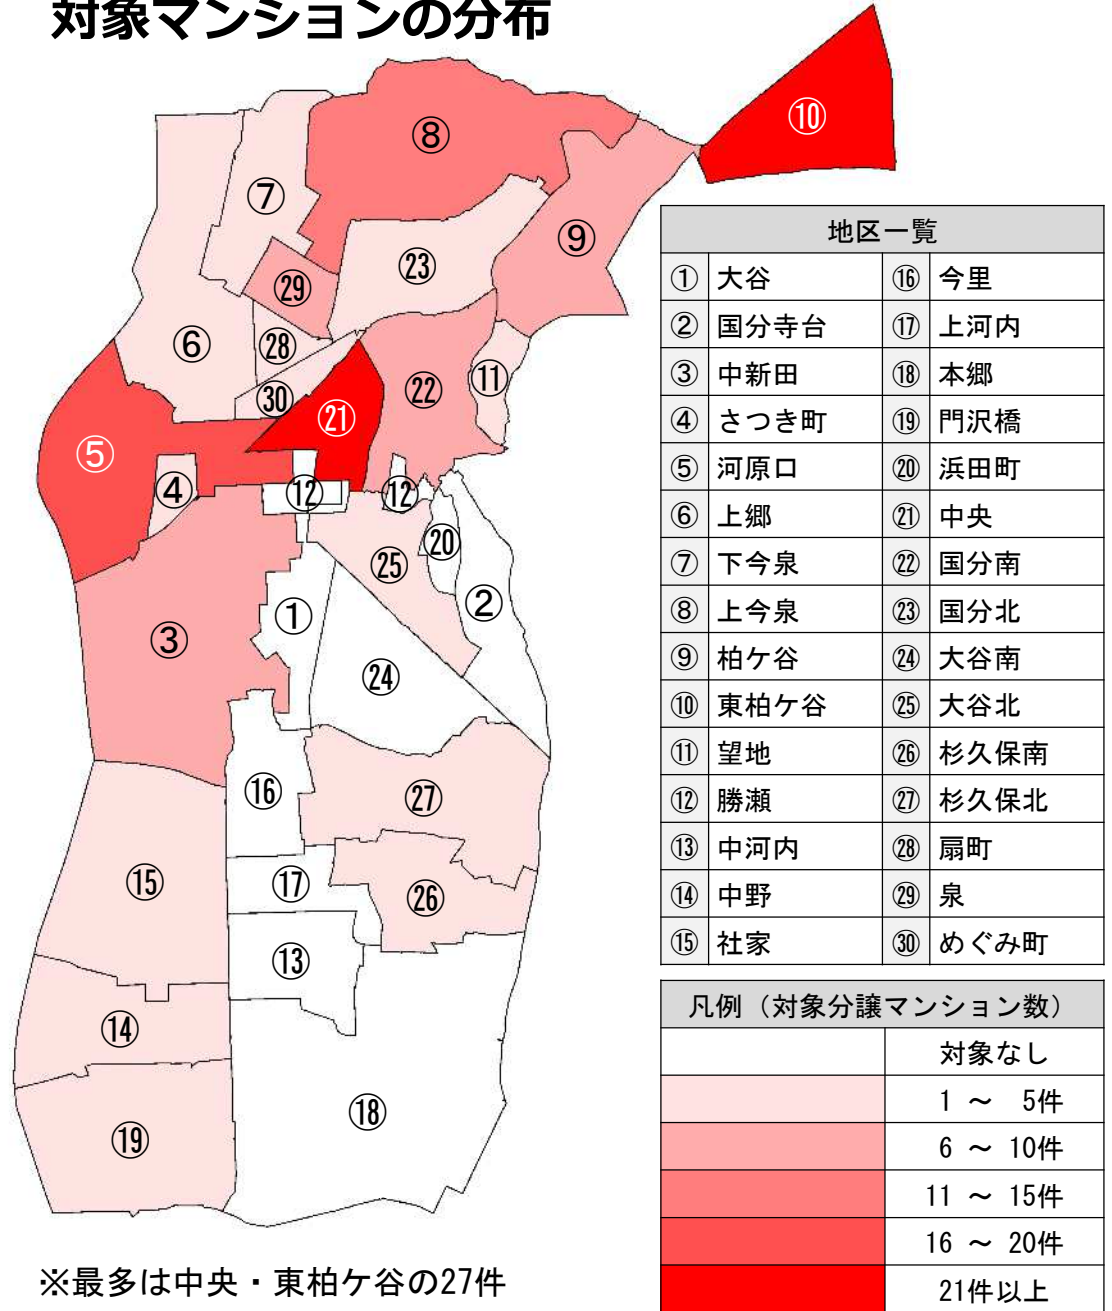 対象マンションの分布
⑩
⑧
⑦
⑨
㉓
㉙
⑥
㉘
⑪
㉒
㉚
㉑
⑤
④
⑫
⑫
⑳
㉕
②
①
③
㉔
⑯
㉗
⑮
⑰
㉖
⑬
⑭
⑱
⑲
地区一覧
① 大谷 ⑯ 今里
② 国分寺台 ⑰ 上河内
③ 中新田 ⑱ 本郷
④ さつき町 ⑲ 門沢橋
⑤ 河原口 ⑳ 浜田町
⑥ 上郷 ㉑ 中央
⑦ 下今泉 ㉒ 国分南
⑧ 上今泉 ㉓ 国分北
⑨ 柏ケ谷 ㉔ 大谷南
⑩ 東柏ケ谷 ㉕ 大谷北
⑪ 望地 ㉖ 杉久保南
⑫ 勝瀬 ㉗ 杉久保北
⑬ 中河内 ㉘ 扇町
⑭ 中野 ㉙ 泉
⑮ 社家 ㉚ めぐみ町
凡例（対象分譲マンション数）
対象なし
1 ～ 5件
6 ～ 10件
11 ～ 15件
16 ～ 20件
21件以上
※最多は中央・東柏ケ谷の27件